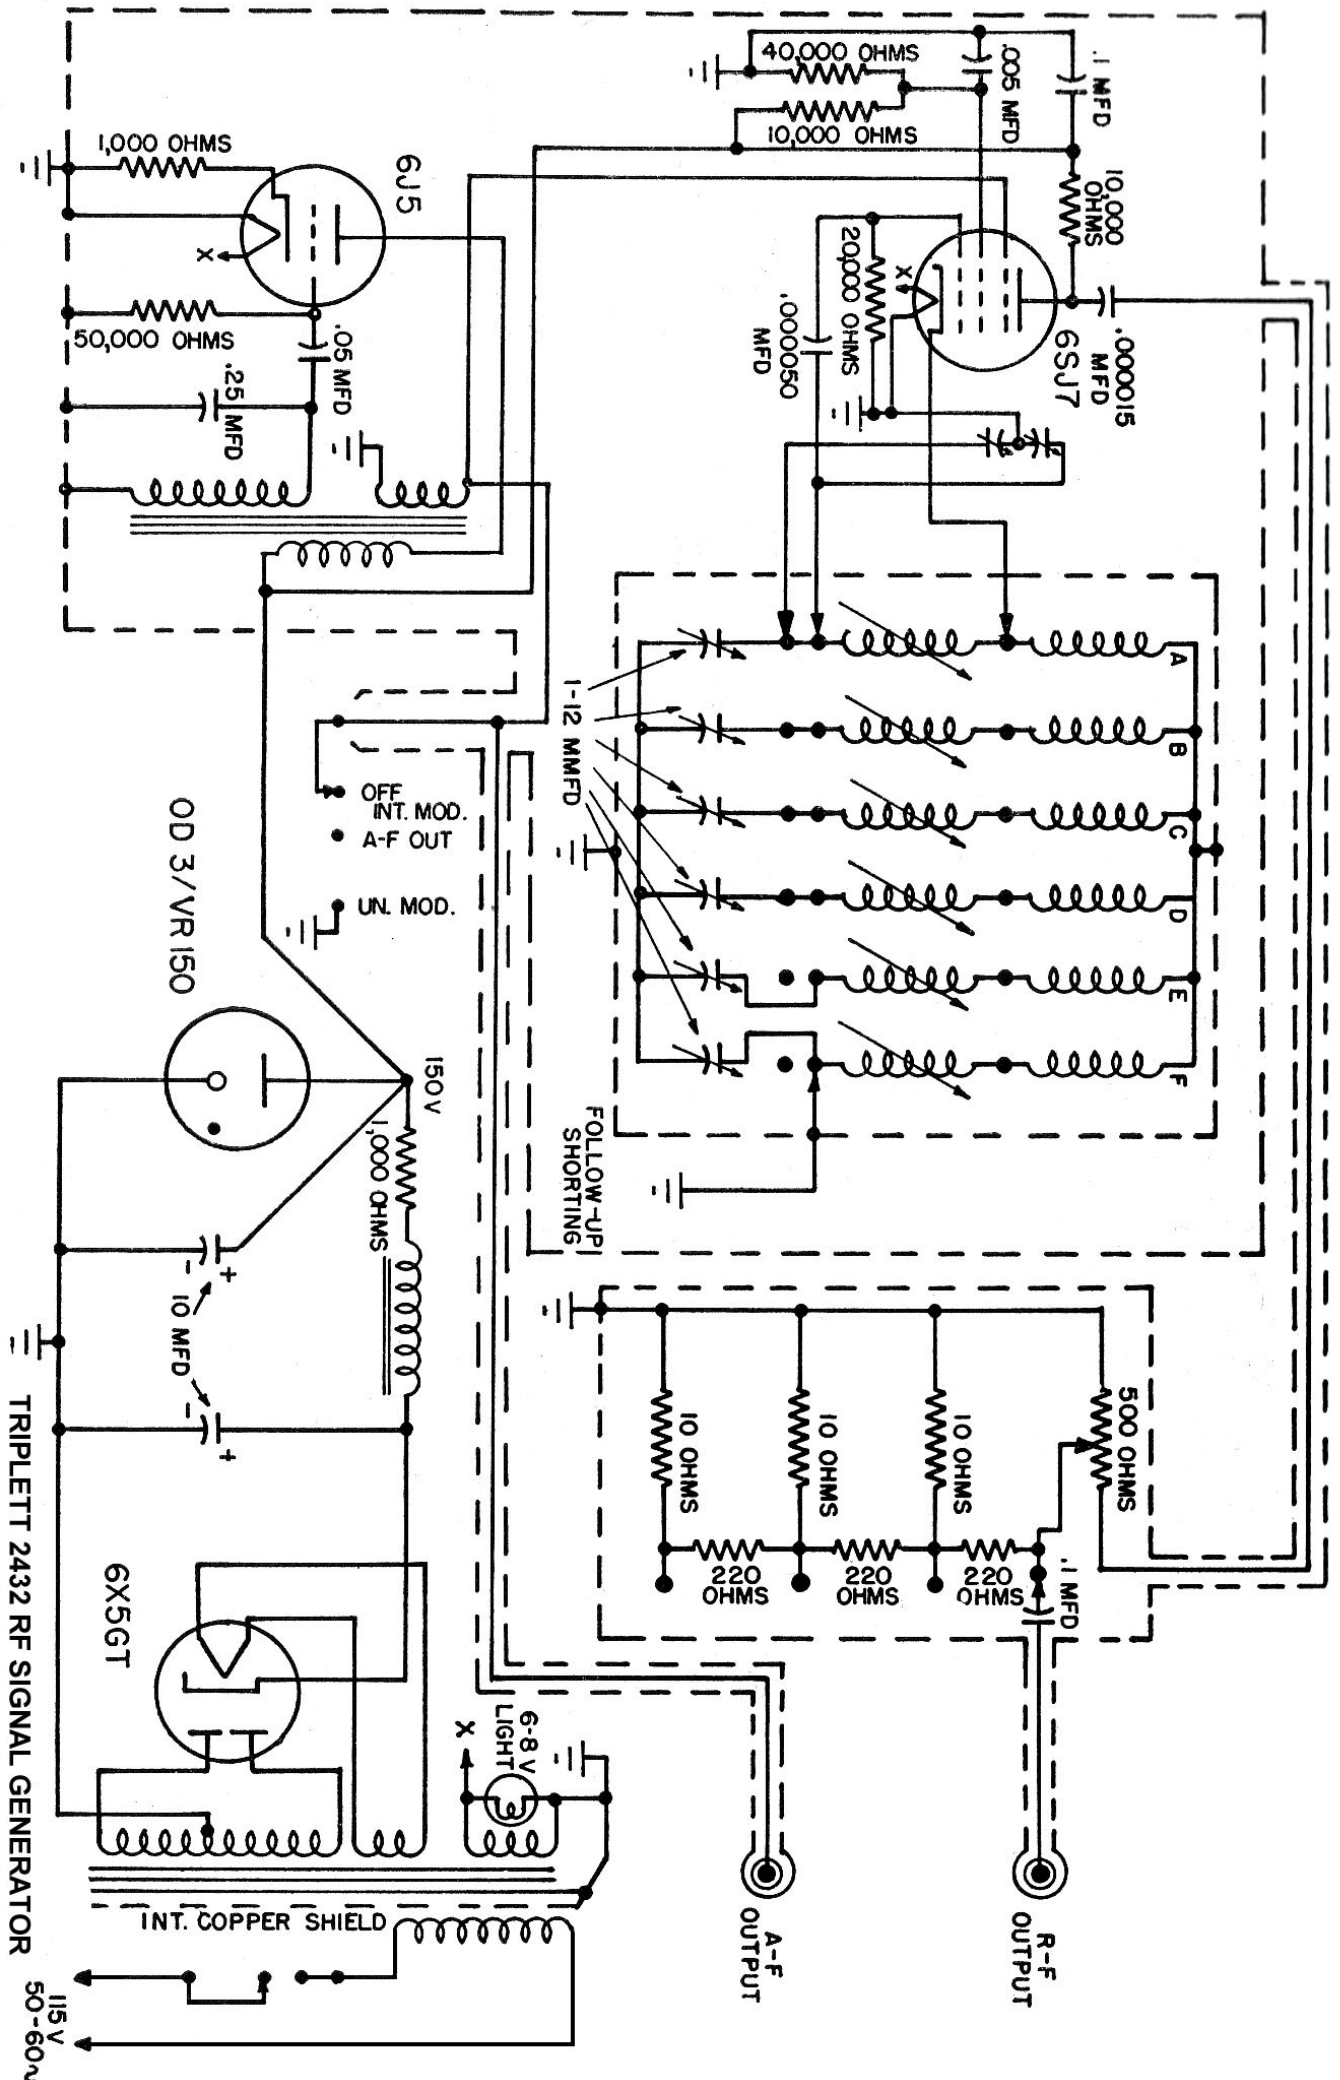 40,000 OHMS
.005 MFD
.1 MFD
10,000 OHMS
10,000
OHMS
1,000 OHMS
6J5
X
50,000 OHMS
.05 MFD
.25 MFD
20,000 OHMS
X
.000050
MFD
6SJ7
.000015
MFD
A
B
C
D
E
F
1-12 MMFD
FOLLOW-UP
SHORTING
OFF
INT. MOD.
A-F OUT
UN. MOD.
OD 3/VR150
150V
1,000 OHMS
+
-
10 MFD
-
+
500 OHMS
10 OHMS
10 OHMS
10 OHMS
220
OHMS
220
OHMS
220
OHMS
.1 MFD
6X5GT
X
6-8 V
LIGHT
INT. COPPER SHIELD
A-F
OUTPUT
R-F
OUTPUT
115 V
50-60~
TRIPLETT 2432 RF SIGNAL GENERATOR